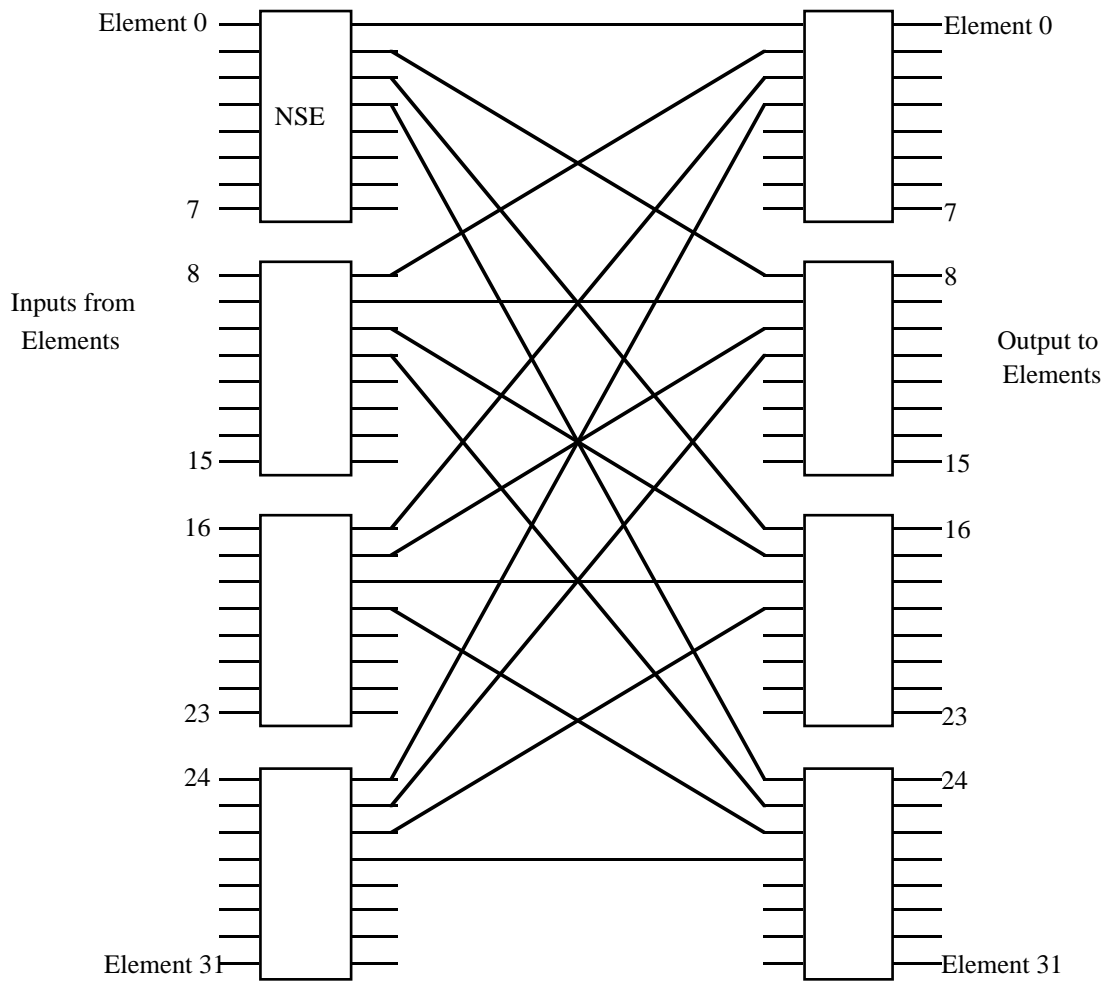 Element 0
Element 0
NSE
7
7
8
8
Inputs from
Elements
Output to
Elements
15
15
16
16
23
23
24
24
Element 31
Element 31